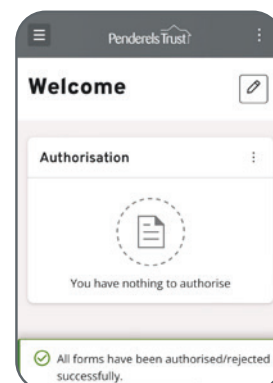 Penderels Trust
Welcome
Authorisation
You have nothing to authorise
All forms have been authorised/rejected
successfully.